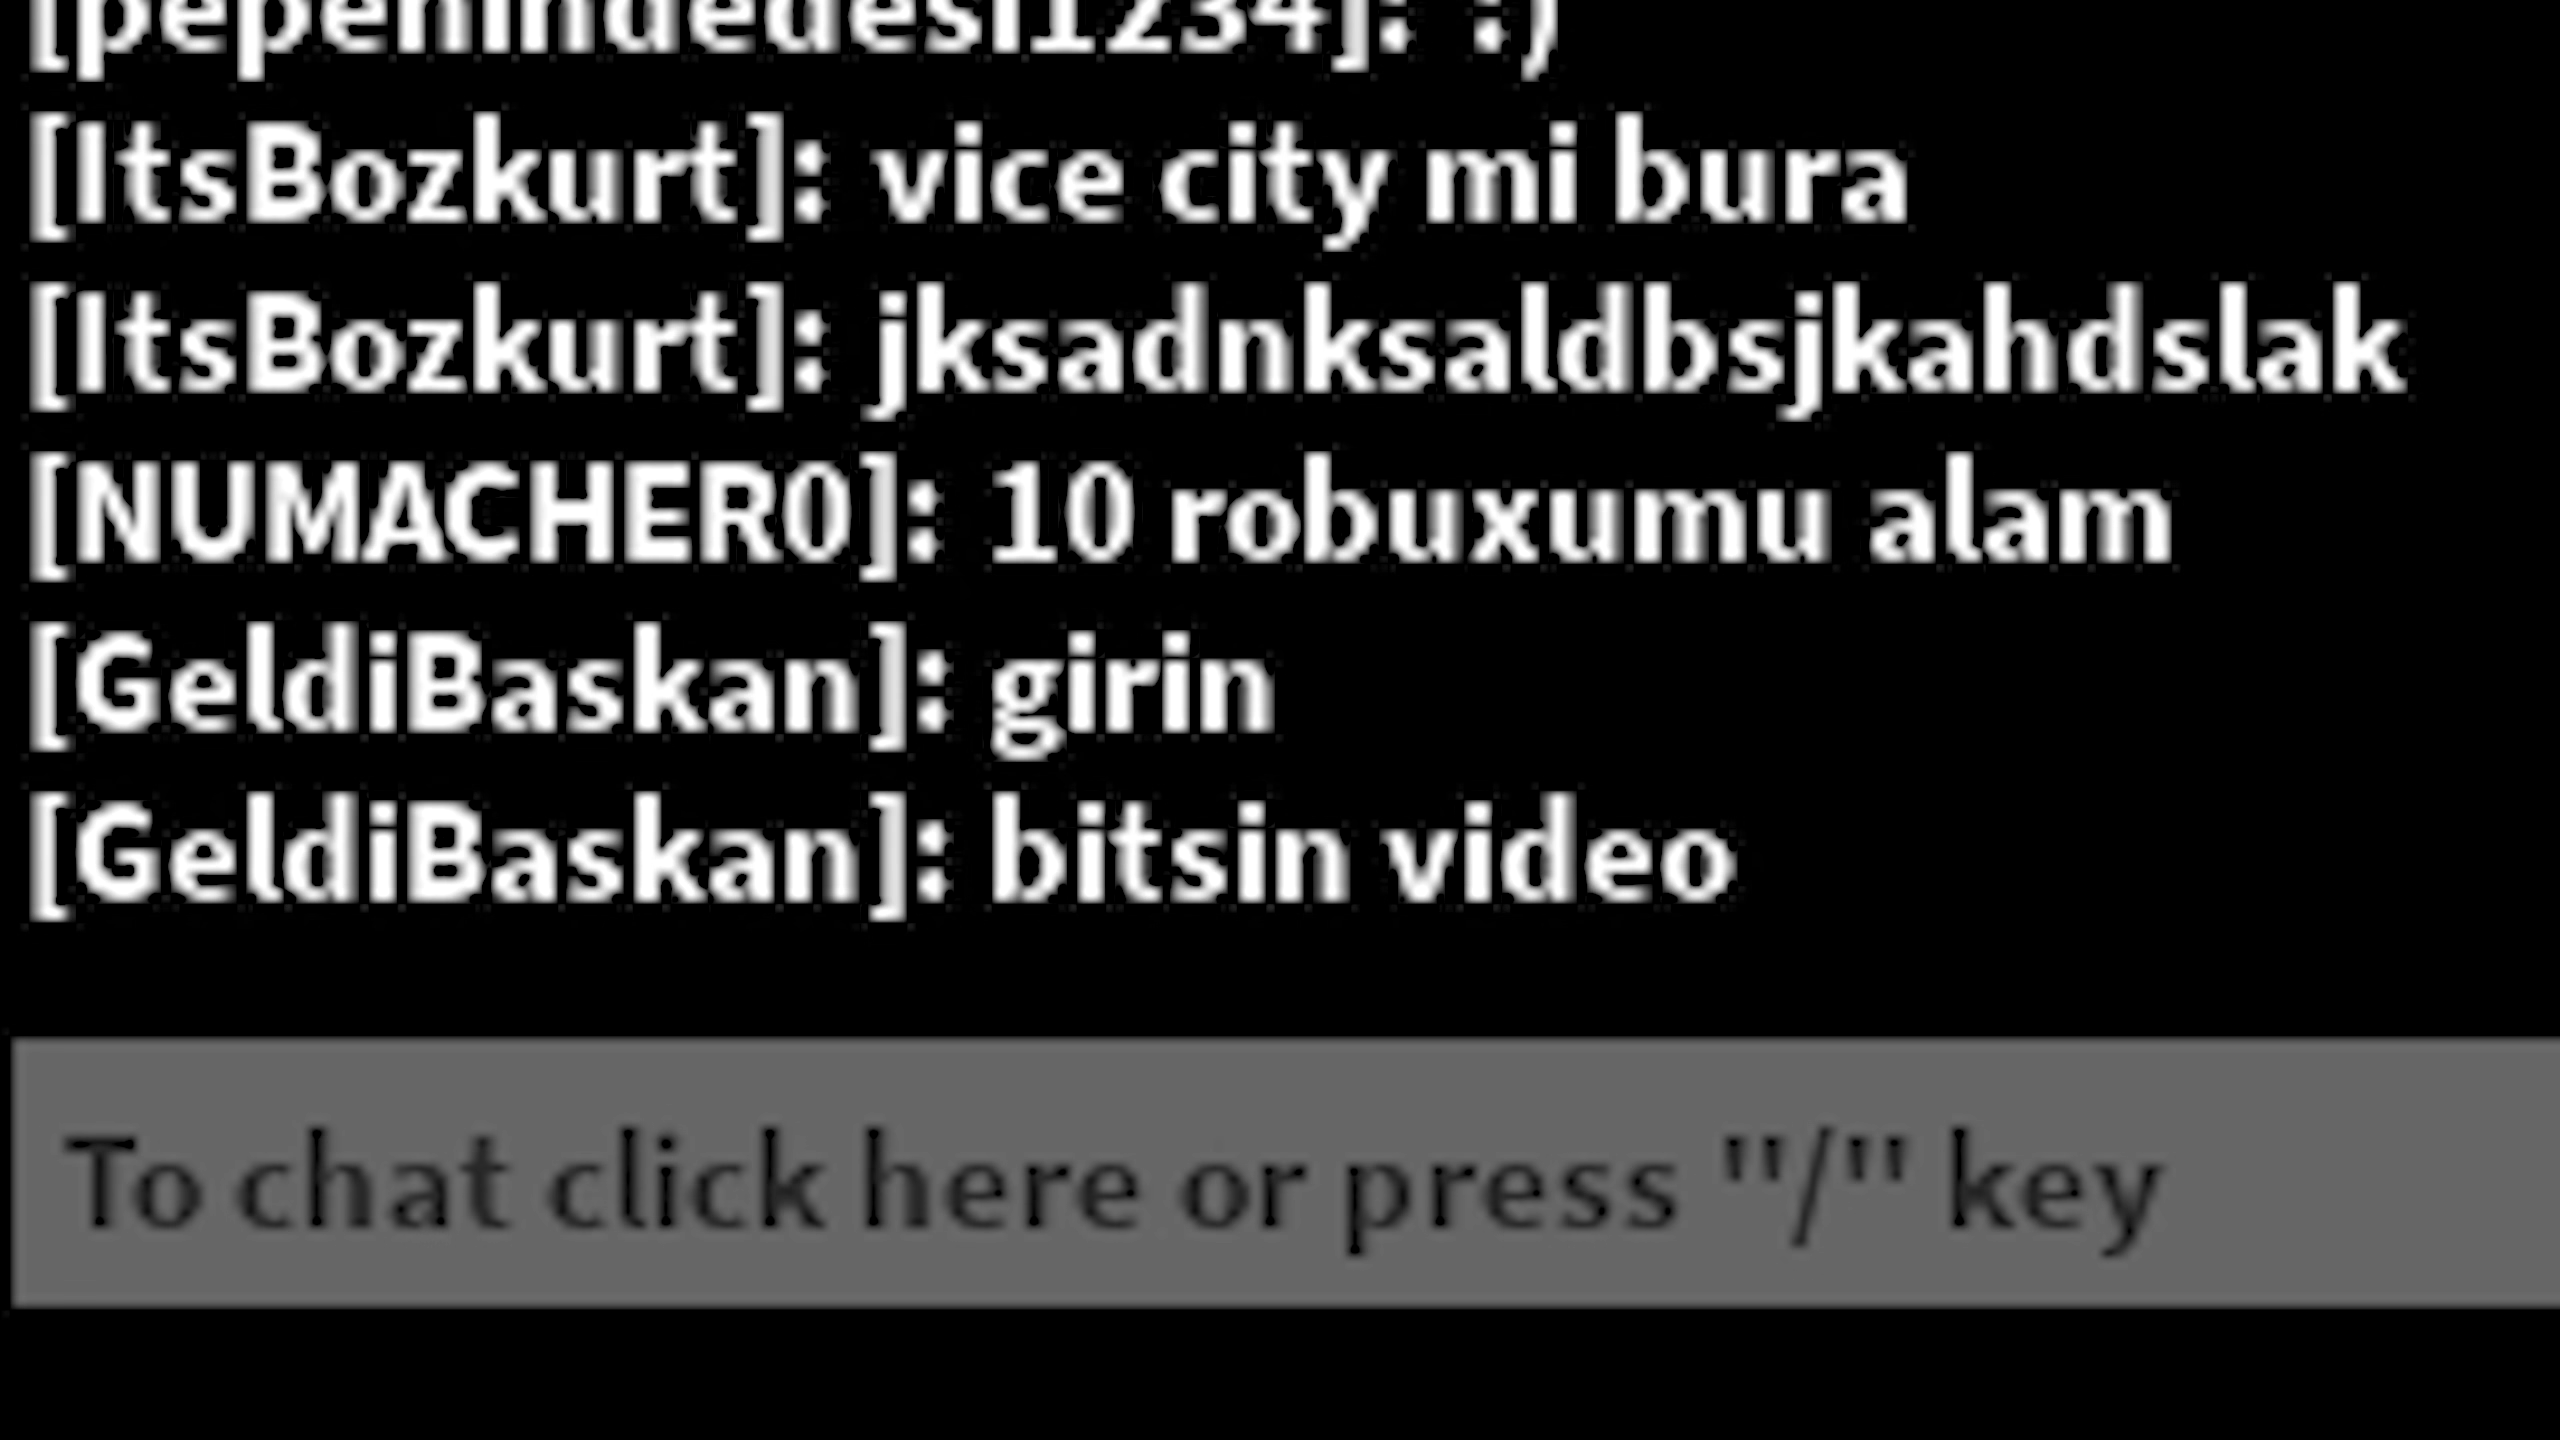 [pepenindedesi1234]: :)
[ItsBozkurt]: vice city mi bura
[ItsBozkurt]: jksadnksaldbsjkahdslak
[NUMACHER0]: 10 robuxumu alam
[GeldiBaskan]: girin
[GeldiBaskan]: bitsin video
To chat click here or press "/" key